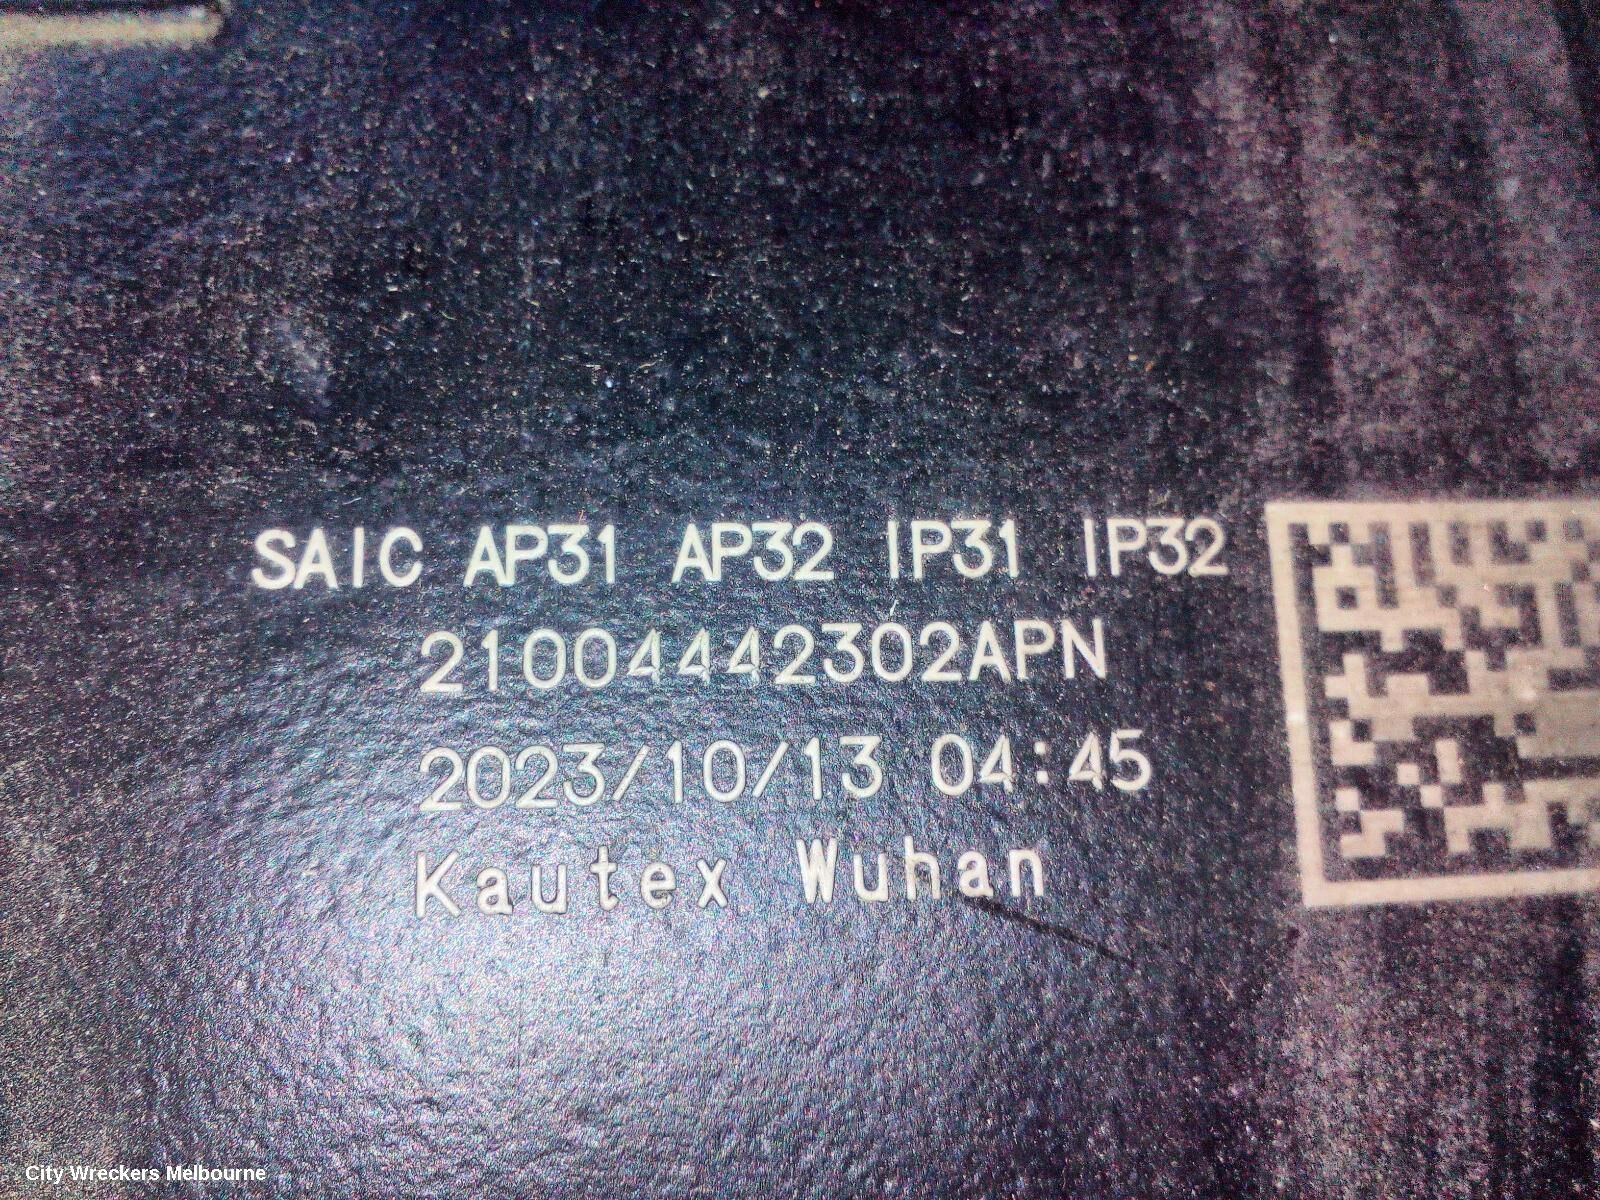 SAIC AP31 AP32 IP31 IP32
21004442302APN
2023/10/13 04:45
Kautex Wuhan
City Wreckers Melbourne